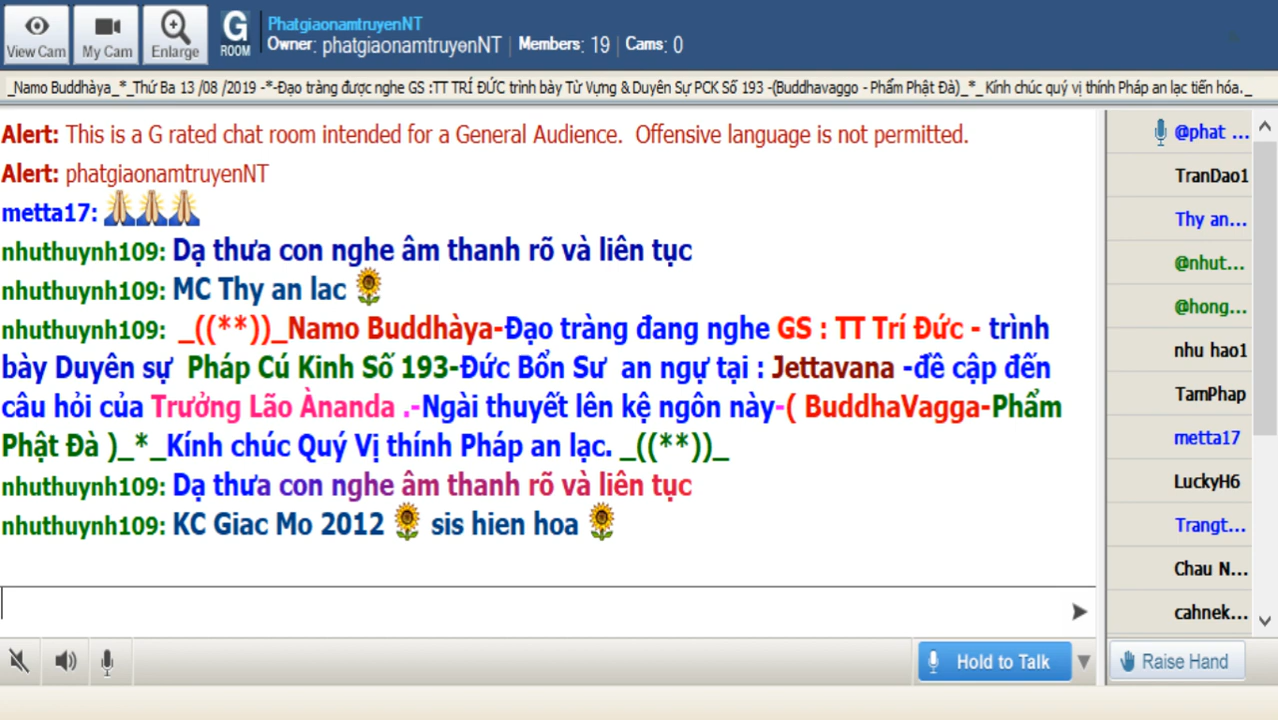 View Cam
My Cam
Enlarge
G
ROOM
PhatgiaonamtruyenNT
Owner: phatgiaonamtruyenNT | Members: 19 | Cams: 0
_Namo Buddhàya_*_Thứ Ba 13 /08 /2019 -*-Đạo tràng được nghe GS :TT TRÍ ĐỨC trình bày Từ Vựng & Duyên Sự PCK Số 193 -(Buddhavaggo - Phẩm Phật Đà)_*_ Kính chúc quý vị thính Pháp an lạc tiến hóa. _
Alert: This is a G rated chat room intended for a General Audience. Offensive language is not permitted.
Alert: phatgiaonamtruyenNT
metta17:
nhuthuynh109: Dạ thưa con nghe âm thanh rõ và liên tục
nhuthuynh109: MC Thy an lac
nhuthuynh109: _((**))_Namo Buddhàya-Đạo tràng đang nghe GS : TT Trí Đức - trình
bày Duyên sự Pháp Cú Kinh Số 193-Đức Bổn Sư an ngự tại : Jettavana -đề cập đến
câu hỏi của Trưởng Lão Ànanda .-Ngài thuyết lên kệ ngôn này-( BuddhaVagga-Phẩm
Phật Đà )_*_Kính chúc Quý Vị thính Pháp an lạc. _((**))_
nhuthuynh109: Dạ thưa con nghe âm thanh rõ và liên tục
nhuthuynh109: KC Giac Mo 2012 sis hien hoa
@phat ...
TranDao1
Thy an...
@nhut...
@hong...
nhu hao1
TamPhap
metta17
LuckyH6
Trangt...
Chau N...
cahnek...
Hold to Talk
Raise Hand